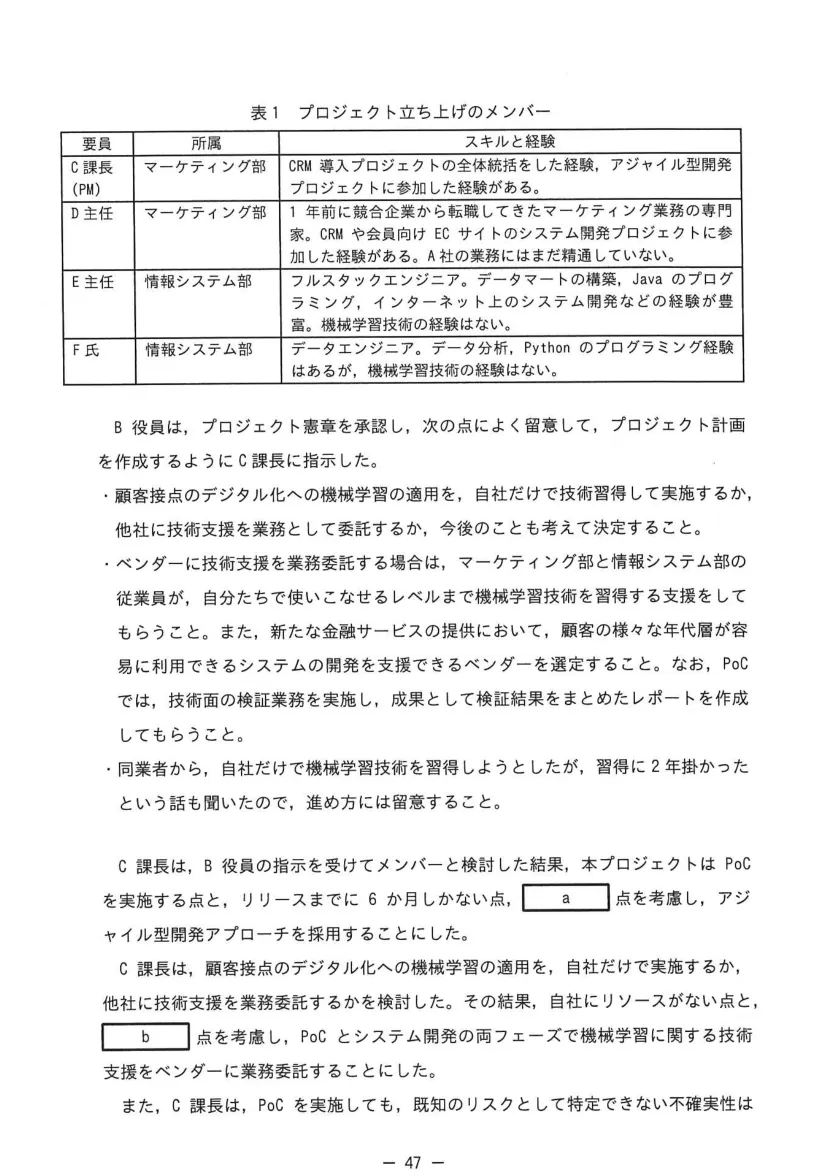 表1 プロジェクト立ち上げのメンバー
要員 所属 スキルと経験
C課長 マーケティング部 CRM 導入プロジェクトの全体統括をした経験，アジャイル型開発
(PM) プロジェクトに参加した経験がある。
D主任 マーケティング部 1 年前に競合企業から転職してきたマーケティング業務の専門
家。CRM や会員向け EC サイトのシステム開発プロジェクトに参
加した経験がある。A社の業務にはまだ精通していない。
E主任 情報システム部 フルスタックエンジニア。データマートの構築，Java のプログ
ラミング，インターネット上のシステム開発などの経験が豊
富。機械学習技術の経験はない。
F氏 情報システム部 データエンジニア。データ分析，Python のプログラミング経験
はあるが，機械学習技術の経験はない。
B 役員は，プロジェクト憲章を承認し，次の点によく留意して，プロジェクト計画
を作成するようにC課長に指示した。
・顧客接点のデジタル化への機械学習の適用を，自社だけで技術習得して実施するか，
他社に技術支援を業務として委託するか，今後のことも考えて決定すること。
・ベンダーに技術支援を業務委託する場合は，マーケティング部と情報システム部の
従業員が，自分たちで使いこなせるレベルまで機械学習技術を習得する支援をして
もらうこと。また，新たな金融サービスの提供において，顧客の様々な年代層が容
易に利用できるシステムの開発を支援できるベンダーを選定すること。なお，PoC
では，技術面の検証業務を実施し，成果として検証結果をまとめたレポートを作成
してもらうこと。
・同業者から，自社だけで機械学習技術を習得しようとしたが，習得に2年掛かった
という話も聞いたので，進め方には留意すること。
C 課長は，B 役員の指示を受けてメンバーと検討した結果，本プロジェクトは PoC
を実施する点と，リリースまでに 6 か月しかない点， a 点を考慮し，アジ
ャイル型開発アプローチを採用することにした。
C 課長は，顧客接点のデジタル化への機械学習の適用を，自社だけで実施するか，
他社に技術支援を業務委託するかを検討した。その結果，自社にリソースがない点と，
b 点を考慮し，PoC とシステム開発の両フェーズで機械学習に関する技術
支援をベンダーに業務委託することにした。
また，C 課長は，PoC を実施しても，既知のリスクとして特定できない不確実性は
― 47 ―